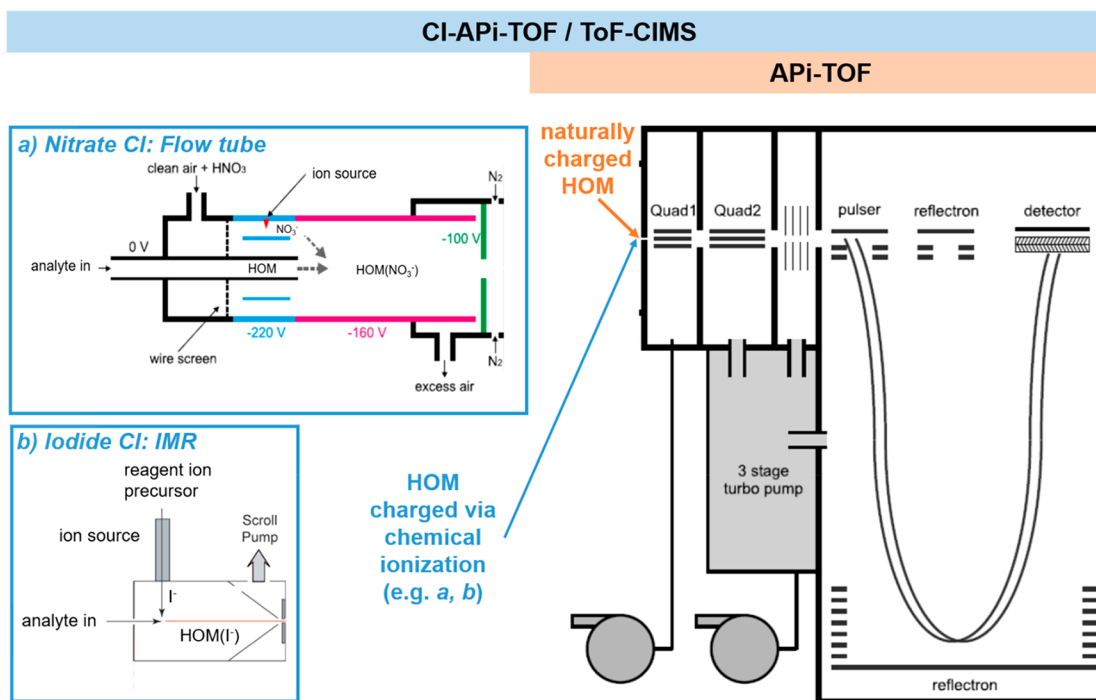 CI-APi-TOF / ToF-CIMS
APi-TOF
a) Nitrate CI: Flow tube
clean air + HNO₃
ion source
N₂
NO₃⁻
0 V
-100 V
analyte in
HOM
HOM(NO₃⁻)
-220 V
-160 V
wire screen
N₂
excess air
b) Iodide CI: IMR
reagent ion
precursor
ion source
Scroll
Pump
I⁻
analyte in
HOM(I⁻)
naturally
charged
HOM
HOM
charged via
chemical
ionization
(e.g. a, b)
Quad1
Quad2
pulser
reflectron
detector
3 stage
turbo pump
reflectron